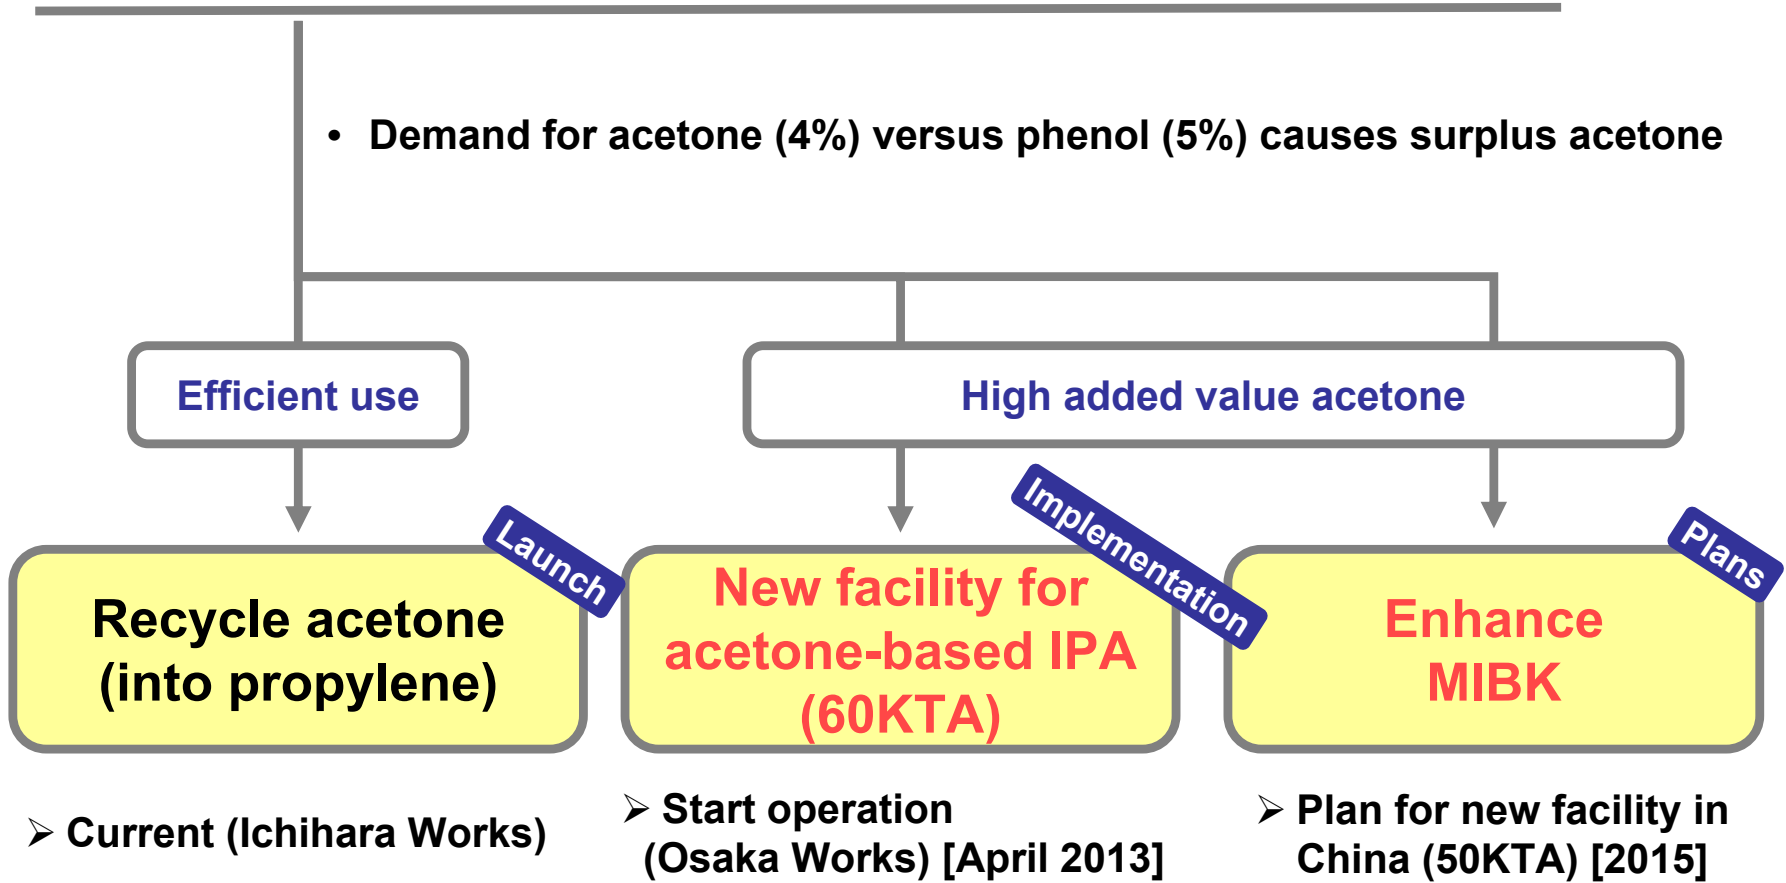 • Demand for acetone (4%) versus phenol (5%) causes surplus acetone
Efficient use
High added value acetone
Launch
Recycle acetone
(into propylene)
Implementation
New facility for
acetone-based IPA
(60KTA)
Plans
Enhance
MIBK
➢ Current (Ichihara Works)
➢ Start operation
(Osaka Works) [April 2013]
➢ Plan for new facility in
China (50KTA) [2015]